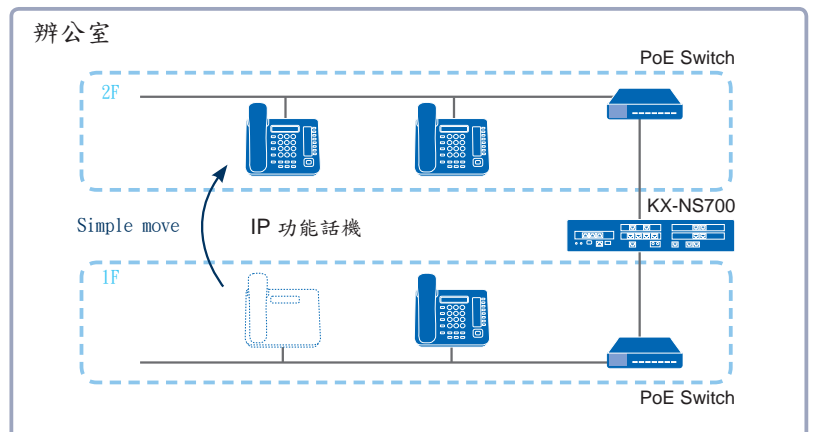 辦公室
PoE Switch
2F
KX-NS700
Simple move
IP 功能話機
1F
PoE Switch